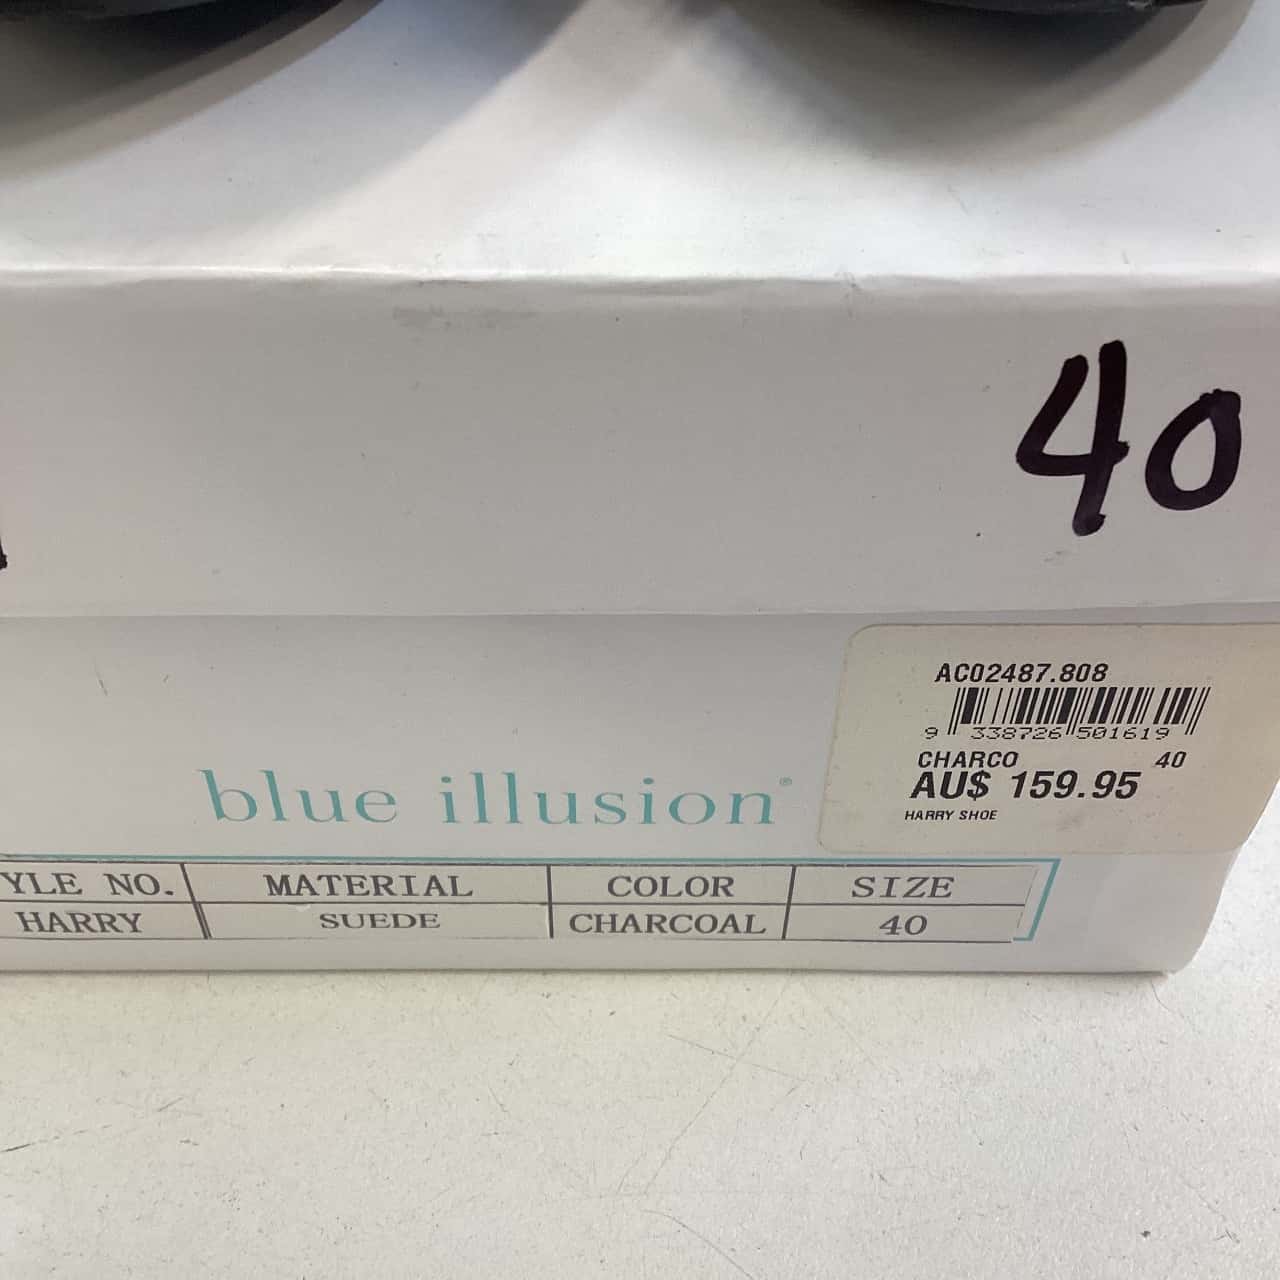 40
AC02487.808
9 338726 501619
CHARCO 40
AU$ 159.95
HARRY SHOE
blue illusion®
YLE NO. MATERIAL COLOR SIZE
HARRY SUEDE CHARCOAL 40